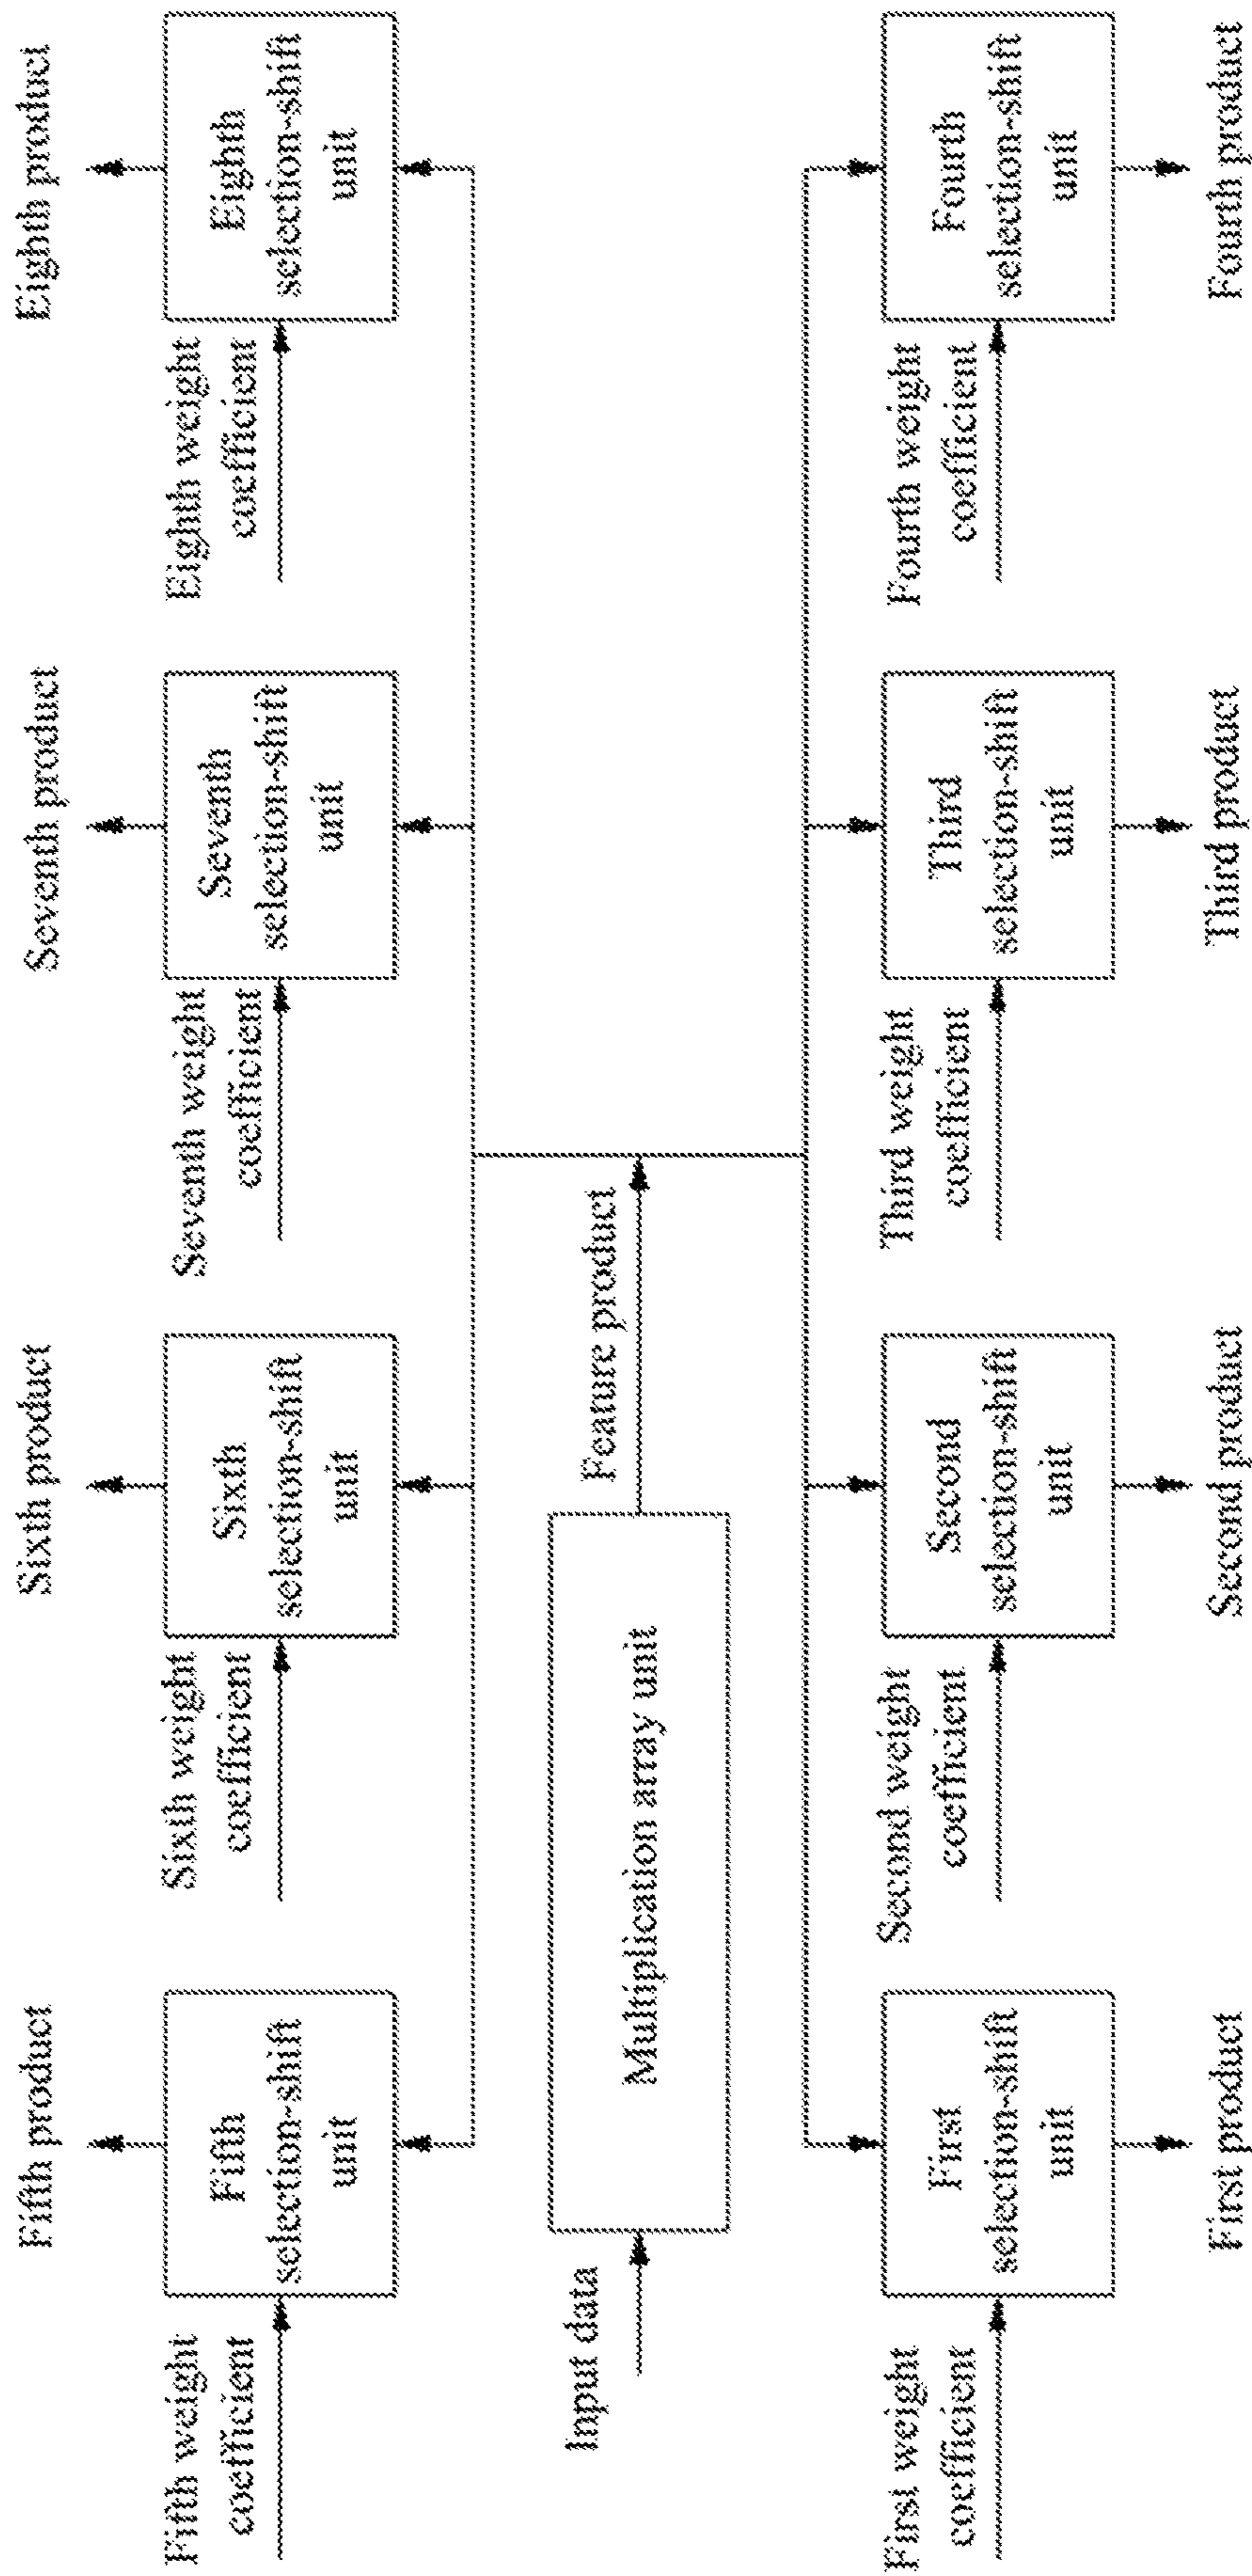 Fifth product
Sixth product
Seventh product
Eighth product
Fifth weight
coefficient
Fifth
selection-shift
unit
Sixth weight
coefficient
Sixth
selection-shift
unit
Seventh weight
coefficient
Seventh
selection-shift
unit
Eighth weight
coefficient
Eighth
selection-shift
unit
Input data
Multiplication array unit
Feature product
First weight
coefficient
First
selection-shift
unit
Second weight
coefficient
Second
selection-shift
unit
Third weight
coefficient
Third
selection-shift
unit
Fourth weight
coefficient
Fourth
selection-shift
unit
First product
Second product
Third product
Fourth product